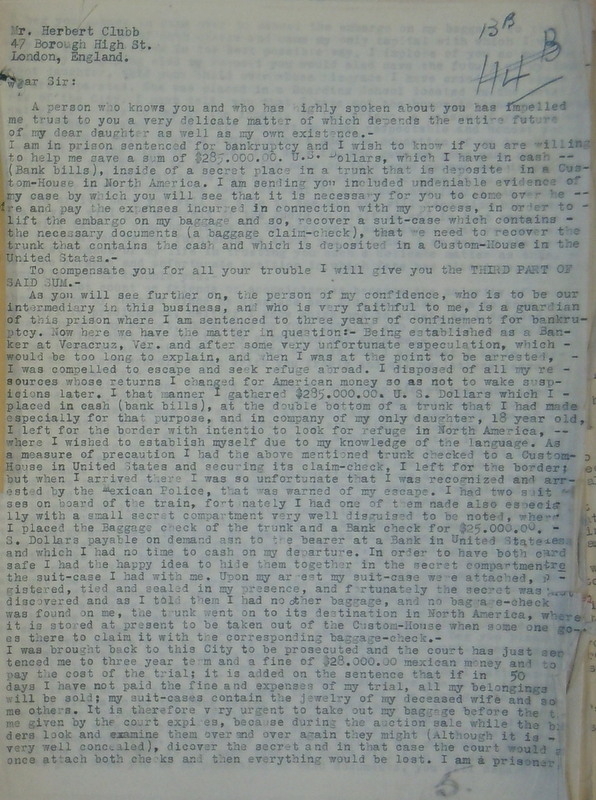 Mr. Herbert Clubb
47 Borough High St.
London, England.
13 B
44 B
Dear Sir:
A person who knows you and who has highly spoken about you has impelled
me trust to you a very delicate matter of which depends the entire future
of my dear daughter as well as my own existence.-
I am in prison sentenced for bankruptcy and I wish to know if you are willing
to help me save a sum of $285.000.00. U.S. Dollars, which I have in cash --
(Bank bills), inside of a secret place in a trunk that is deposited in a Cus-
tom-House in North America. I am sending you included undeniable evidence of
my case by which you will see that it is necessary for you to come over he --
re and pay the expenses incurred in connection with my process, in order to -
lift the embargo on my baggage and so, recover a suit-case which contains -
the necessary documents (a baggage claim-check), that we need to recover the
trunk that contains the cash and which is deposited in a Custom-House in the
United States.-
To compensate you for all your trouble I will give you the THIRD PART OF
SAID SUM.-
As you will see further on, the person of my confidence, who is to be our
intermediary in this business, and who is very faithful to me, is a guardian
of this prison where I am sentenced to three years of confinement for bankru-
ptcy. Now here we have the matter in question:- Being established as a Ban-
ker at Veracruz, Ver. and after some very unfortunate especulation, which -
would be too long to explain, and when I was at the point to be arrested, -
I was compelled to escape and seek refuge abroad. I disposed of all my re -
sources whose returns I changed for American money so as not to wake susp-
icions later. I that manner I gathered $285.000.00. U. S. Dollars which I -
placed in cash (bank bills), at the double bottom of a trunk that I had made
especially for that purpose, and in company of my only daughter, 18 year old,
I left for the border with intentio to look for refuge in North America, --
where I wished to establish myself due to my knowledge of the language. As
a measure of precaution I had the above mentioned trunk checked to a Custom-
House in United States and securing its claim-check, I left for the border;
but when I arrived there I was so unfortunate that I was recognized and arr-
ested by the Mexican Police, that was warned of my escape. I had two suit
ses on board of the train, fortunately I had one of them made also especia
lly with a small secret compartment very well disguised to be noted, where
I placed the Baggage check of the trunk and a Bank check for 00. -
S. Dollars payable on demand asn to the bearer at a Bank in United States
and which I had no time to cash on my departure. In order to have both
safe I had the happy idea to hide them together in the secret compartment
the suit-case I had with me. Upon my arrest my suit-case were attached, -
gistered, tied and sealed in my presence, and fortunately the secret was
discovered and as I told them I had no other baggage, and no baggage-check
was found on me, the trunk went on to its destination in North America, where
it is stored at present to be taken out of the Custom-House when some one go--
es there to claim it with the corresponding baggage-check.-
I was brought back to this City to be prosecuted and the court has just sen
tenced me to three year term and a fine of $28.000.00 mexican money and to
pay the cost of the trial; it is added on the sentence that if in 50
days I have not paid the fine and expenses of my trial, all my belongings
will be sold; my suit-cases contain the jewelry of my deceased wife and so
me others. It is therefore very urgent to take out my baggage before the t
me given by the court expires, because during the auction sale while the b
ders look and examine them over and over again they might (Although it is -
very well concealed), dicover the secret and in that case the court would
once attach both checks and then everything would be lost. I am a prisoner
5.